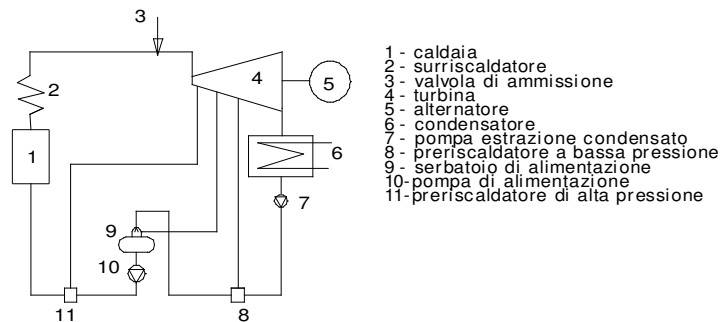 3
2
4
5
1
6
7
9
10
11
8
1 - caldaia
2 - surriscaldatore
3 - valvola di ammissione
4 - turbina
5 - alternatore
6 - condensatore
7 - pompa estrazione condensato
8 - preriscaldatore a bassa pressione
9 - serbatoio di alimentazione
10-pompa di alimentazione
11-preriscaldatore di alta pressione